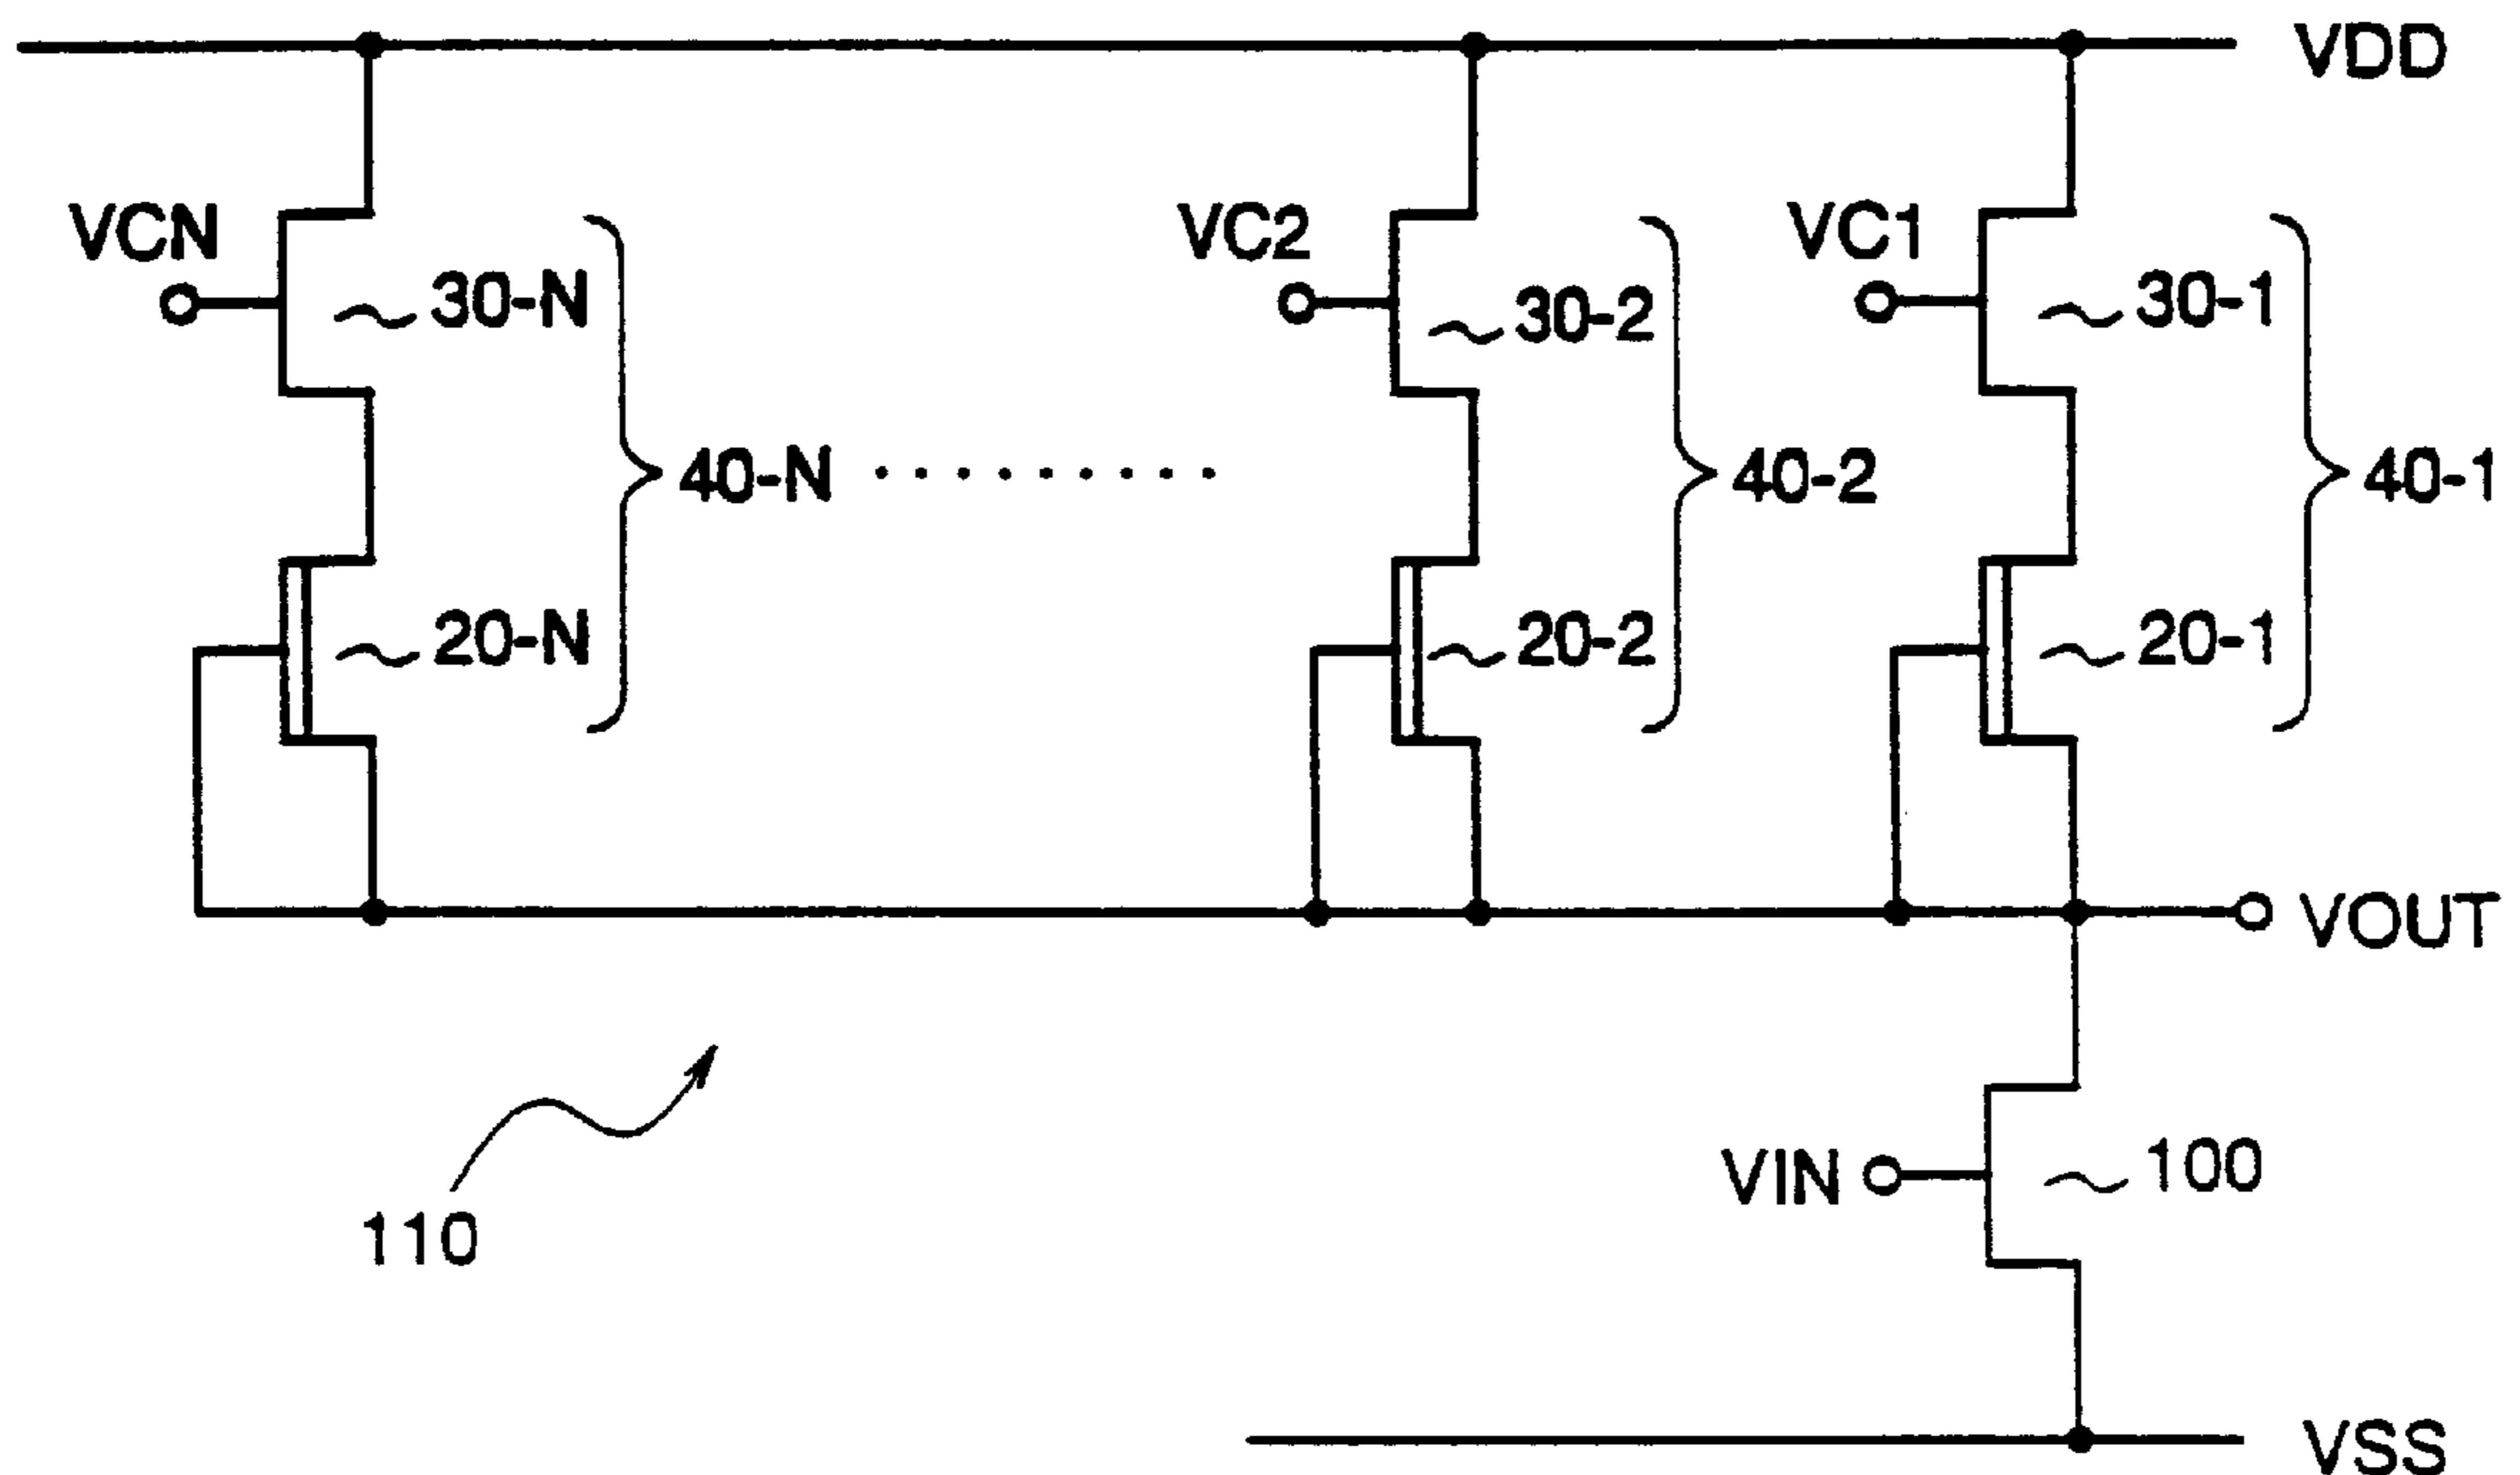 VDD
VCN
VC2
VC1
30-N
30-2
30-1
40-N .........
40-2
40-1
20-N
20-2
20-1
VOUT
110
VIN
100
VSS